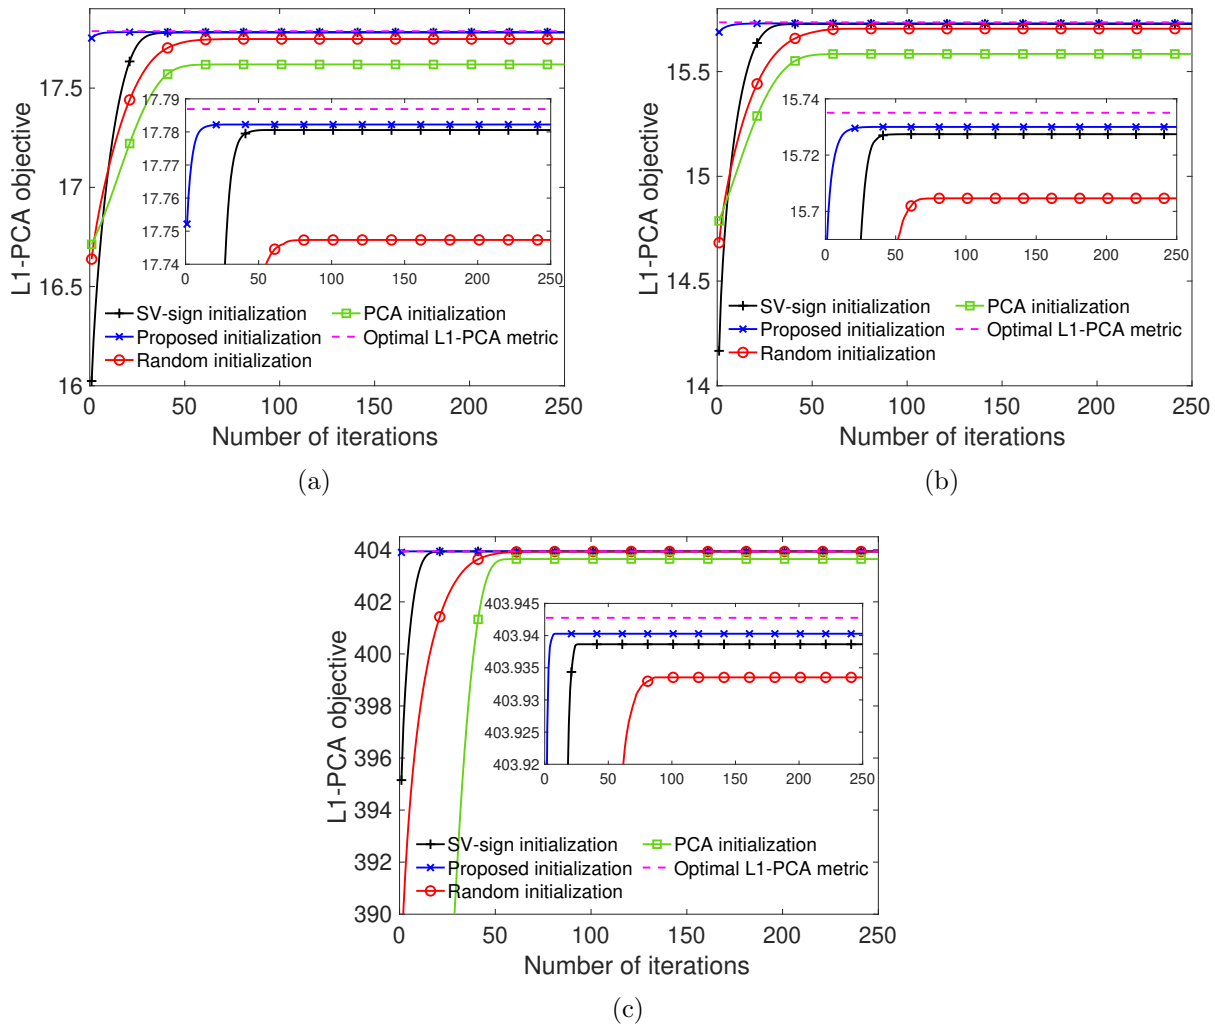 17.5
17
16.5
16
L1-PCA objective
17.79
17.78
17.77
17.76
17.75
17.74
0 50 100 150 200 250
SV-sign initialization
Proposed initialization
Random initialization
PCA initialization
Optimal L1-PCA metric
0 50 100 150 200 250
Number of iterations
(a)
15.5
15
14.5
14
L1-PCA objective
15.74
15.72
15.7
0 50 100 150 200 250
SV-sign initialization
Proposed initialization
Random initialization
PCA initialization
Optimal L1-PCA metric
0 50 100 150 200 250
Number of iterations
(b)
404
402
400
398
396
394
392
390
L1-PCA objective
403.945
403.94
403.935
403.93
403.925
403.92
0 50 100 150 200 250
SV-sign initialization
Proposed initialization
Random initialization
PCA initialization
Optimal L1-PCA metric
0 50 100 150 200 250
Number of iterations
(c)